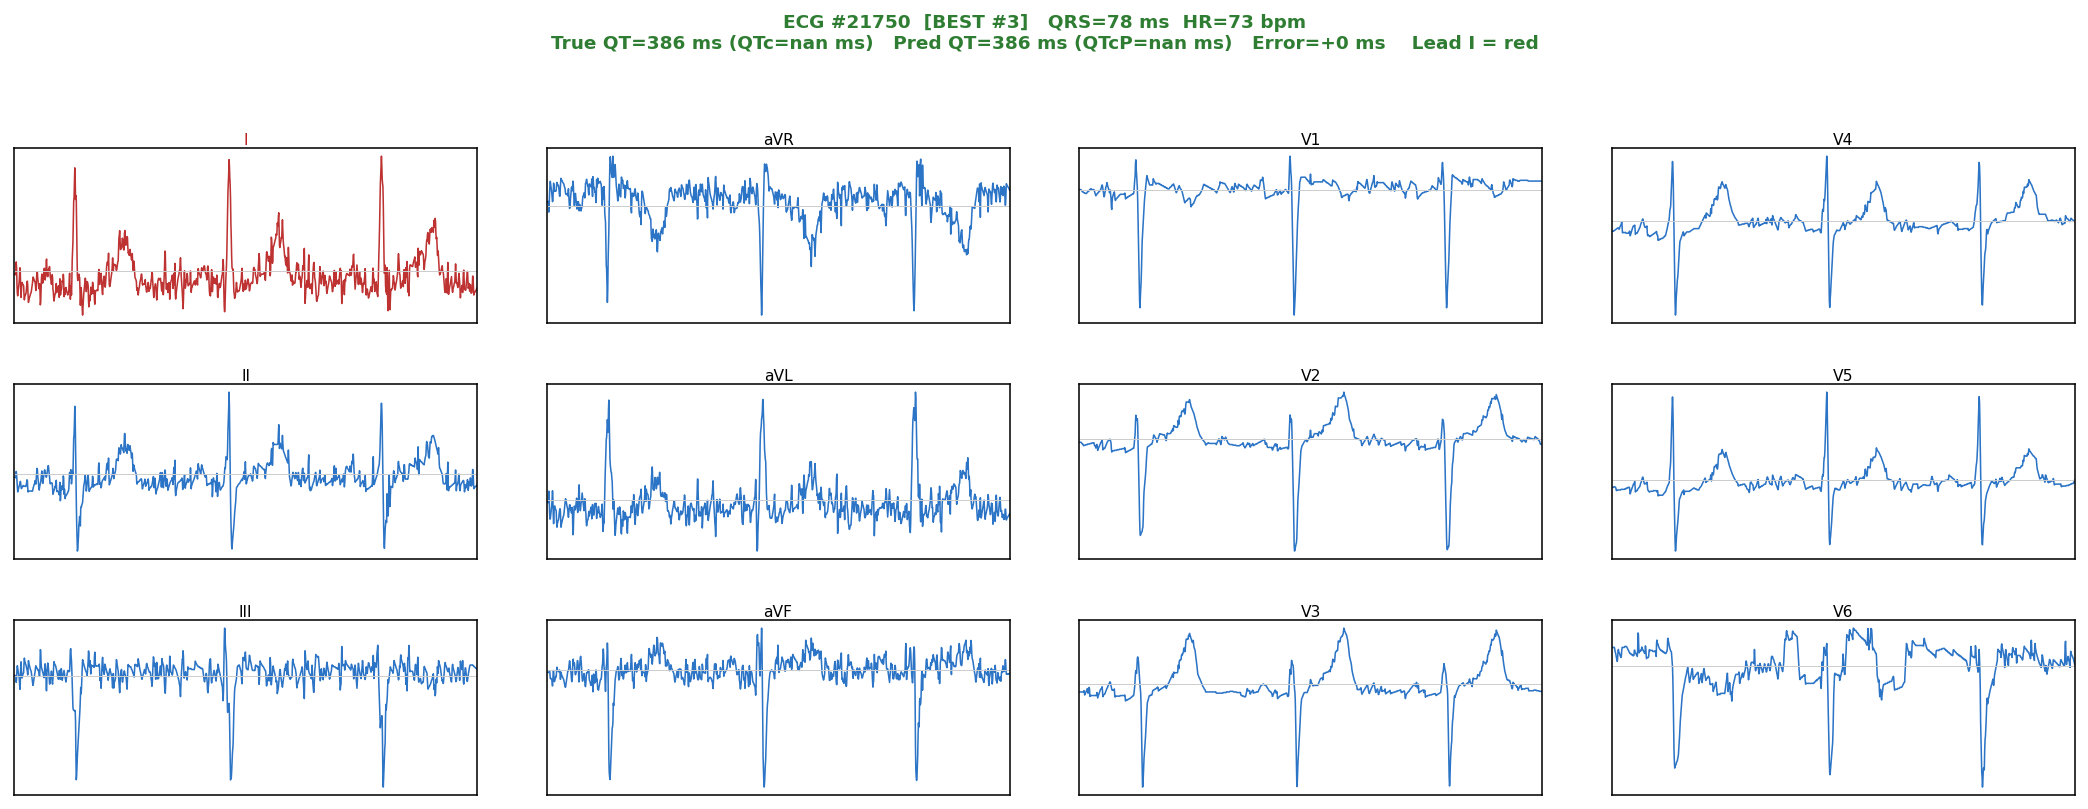 ECG #21750  [BEST #3]   QRS=78 ms  HR=73 bpm
True QT=386 ms (QTc=nan ms)   Pred QT=386 ms (QTcP=nan ms)   Error=+0 ms    Lead I = red
I
aVR
V1
V4
II
aVL
V2
V5
III
aVF
V3
V6